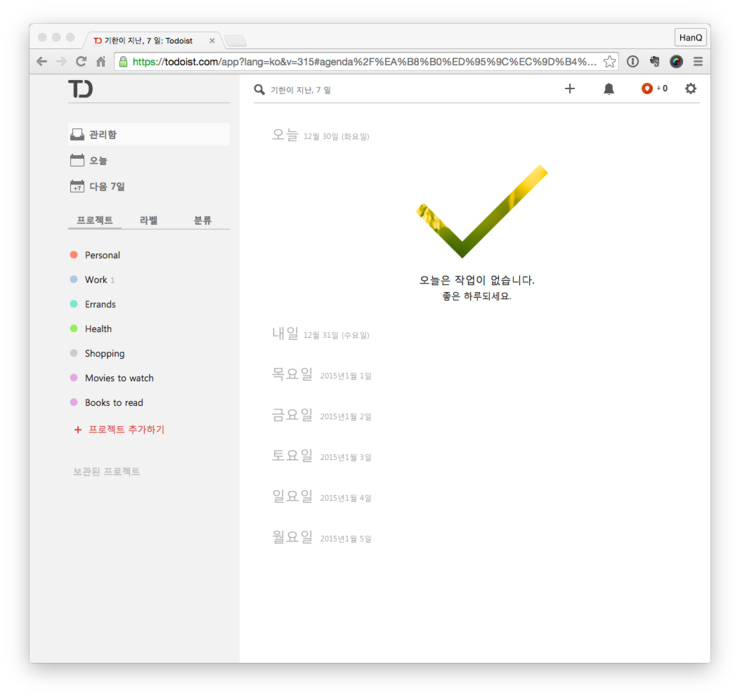 기한이 지난, 7 일: Todoist
HanQ
https://todoist.com/app?lang=ko&v=315#agenda%2F%EA%B8%B0%ED%95%9C%EC%9D%B4%...
TD
기한이 지난, 7 일
0
관리함
오늘
+7 다음 7일
프로젝트 라벨 분류
Personal
Work 1
Errands
Health
Shopping
Movies to watch
Books to read
+ 프로젝트 추가하기
보관된 프로젝트
오늘 12월 30일 (화요일)
오늘은 작업이 없습니다.
좋은 하루되세요.
내일 12월 31일 (수요일)
목요일 2015년1월 1일
금요일 2015년1월 2일
토요일 2015년1월 3일
일요일 2015년1월 4일
월요일 2015년1월 5일